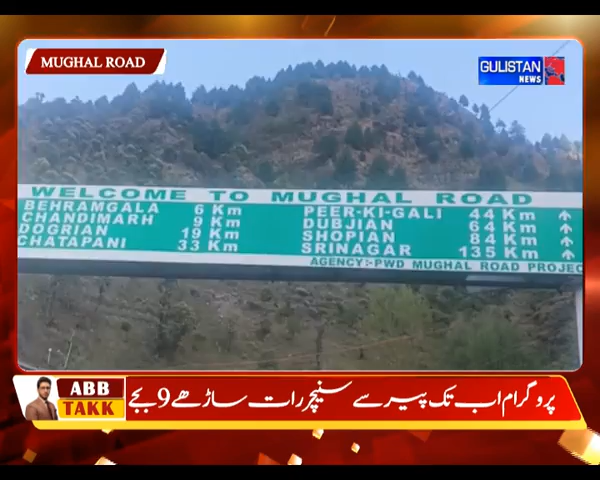 MUGHAL ROAD
GULISTAN
NEWS
WELCOME TO MUGHAL ROAD
BEHRAMGALA 6 Km
CHANDIMARH 9 Km
DOGRIAN 19 Km
CHATAPANI 33 Km
PEER-KI-GALI 44 Km ↑
DUBJIAN 64 Km ↑
SHOPIAN 84 Km ↑
SRINAGAR 135 Km ↑
AGENCY:-PWD MUGHAL ROAD PROJEC
ABB
TAKK
پروگرام اب تک پیر سے سنیچر رات ساڑھے 9 بجے